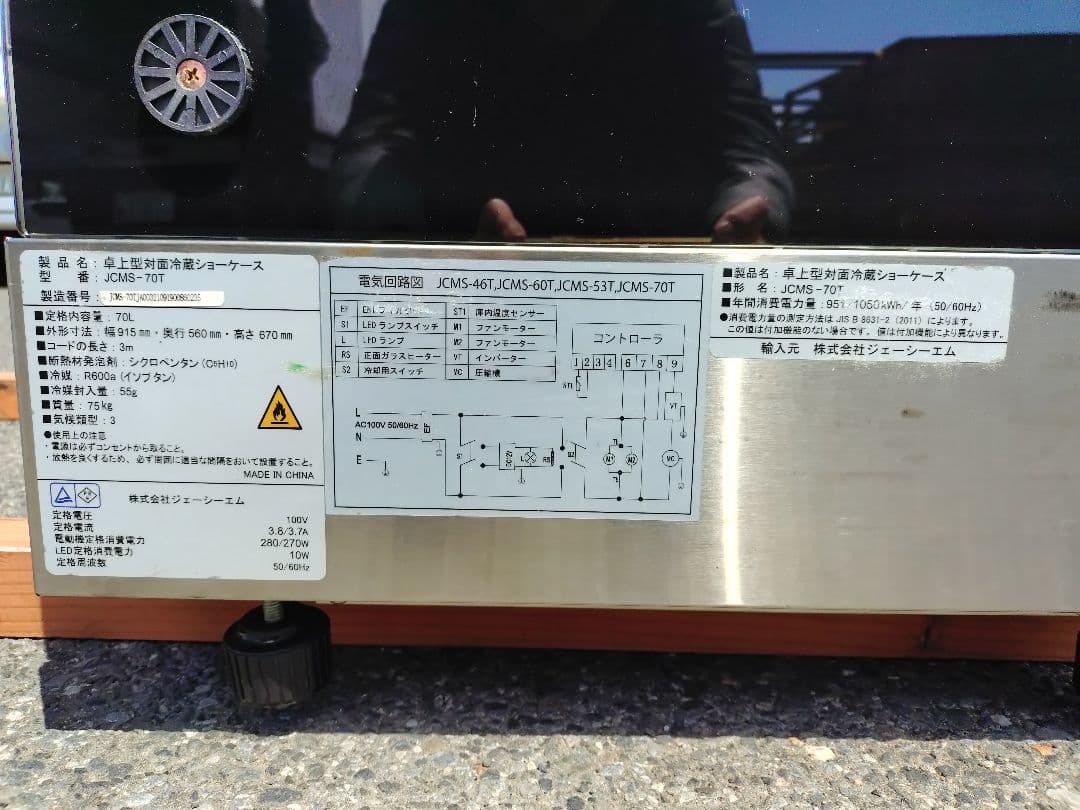 製 品 名 : 卓上型対面冷蔵ショーケース
型 番 : JCMS-70T
製造番号 :
■定格内容量 : 70L
■外形寸法 : 幅915mm・奥行560mm・高さ670mm
■コードの長さ : 3m
■断熱材発泡剤 : シクロペンタン (C5H10)
■冷媒 : R600a (イソブタン)
■冷媒封入量 : 55g
■質量 : 75kg
■気候類型 : 3
●使用上の注意
・電源は必ずコンセントから取ること。
・放熱を良くするため、必ず周囲に適当な間隔をおいて設置すること。
MADE IN CHINA
株式会社ジェーシーエム
定格電圧 100V
定格電流 3.8/3.7A
電動機定格消費電力 280/270W
LED定格消費電力 10W
定格周波数 50/60Hz
電気回路図 JCMS-46T,JCMS-60T,JCMS-53T,JCMS-70T
EF ST1 庫内温度センサー
S1 LEDランプスイッチ M1 ファンモーター
L LEDランプ M2 ファンモーター
RS 正面ガラスヒーター VT インバーター
S2 冷却用スイッチ MC 圧縮機
コントローラ
1 2 3 4 6 7 8 9
ST1
VT
L
AC100V 50/60Hz
EF
N
E
S1
DC12V
L
RS
S2
M1
M2
MC
■製品名 : 卓上型対面冷蔵ショーケース
■形 名 : JCMS-70T
■年間消費電力量 : 951/1050kWh/年 (50/60Hz)
●消費電力量の測定方法は JIS B 8631-2 (2011) によります。
この値は付加機能のない場合です。値は付加機能により異なります。
輸入元 株式会社ジェーシーエム